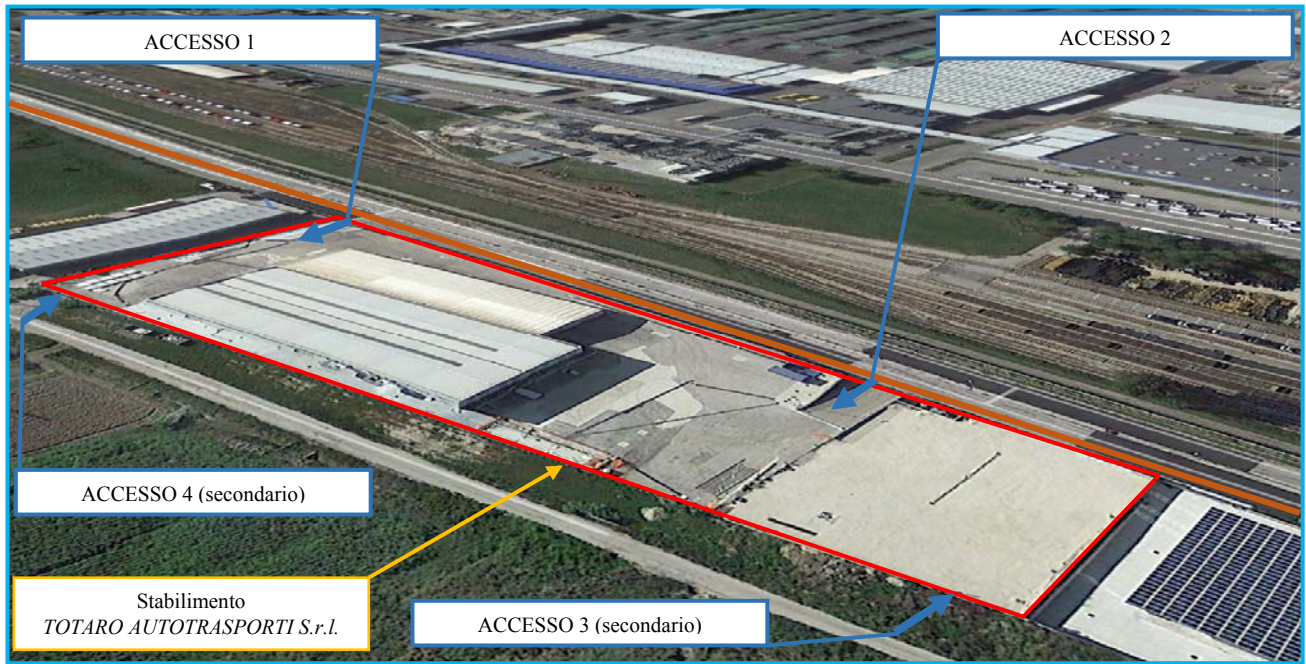 ACCESSO 1
ACCESSO 2
ACCESSO 4 (secondario)
Stabilimento
TOTARO AUTOTRASPORTI S.r.l.
ACCESSO 3 (secondario)